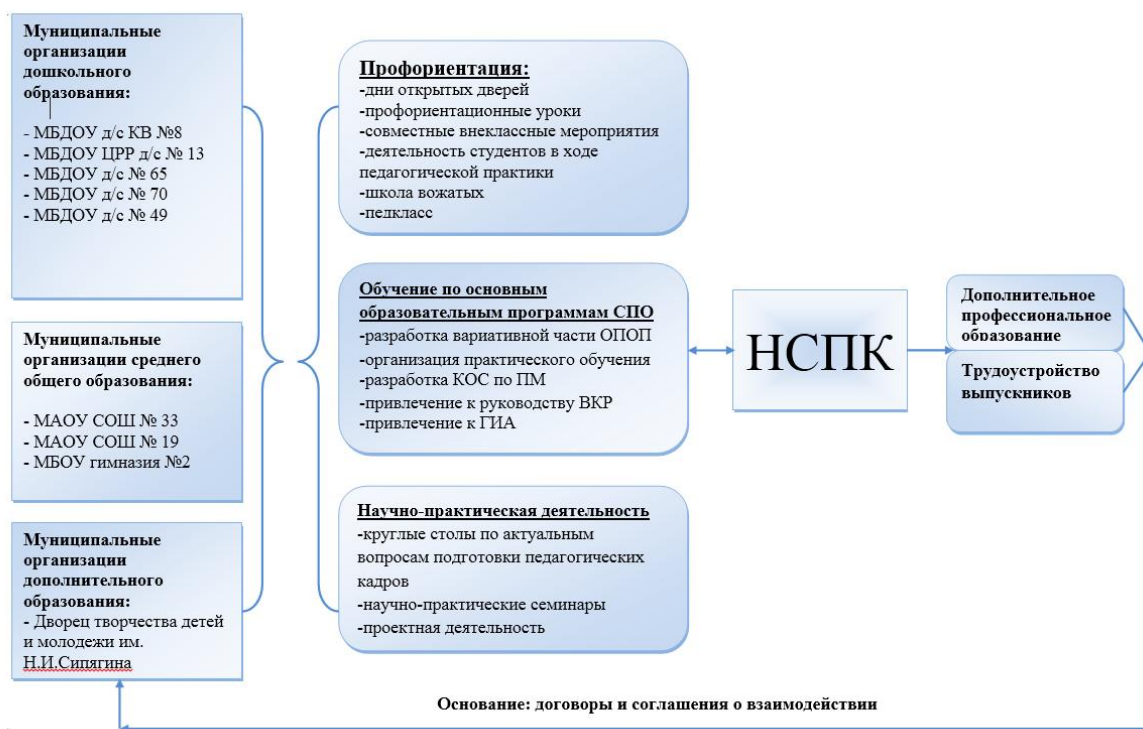 Муниципальные
организации
дошкольного
образования:
- МБДОУ д/с КВ №8
- МБДОУ ЦРР д/с № 13
- МБДОУ д/с № 65
- МБДОУ д/с № 70
- МБДОУ д/с № 49
Муниципальные
организации среднего
общего образования:
- МАОУ СОШ № 33
- МАОУ СОШ № 19
- МБОУ гимназия №2
Муниципальные
организации
дополнительного
образования:
- Дворец творчества детей
и молодежи им.
Н.И.Сипягина
Профориентация:
-дни открытых дверей
-профориентационные уроки
-совместные внеклассные мероприятия
-деятельность студентов в ходе
педагогической практики
-школа вожатых
-педкласс
Обучение по основным
образовательным программам СПО
-разработка вариативной части ОПОП
-организация практического обучения
-разработка КОС по ПМ
-привлечение к руководству ВКР
-привлечение к ГИА
Научно-практическая деятельность
-круглые столы по актуальным
вопросам подготовки педагогических
кадров
-научно-практические семинары
-проектная деятельность
НСПК
Дополнительное
профессиональное
образование
Трудоустройство
выпускников
Основание: договоры и соглашения о взаимодействии